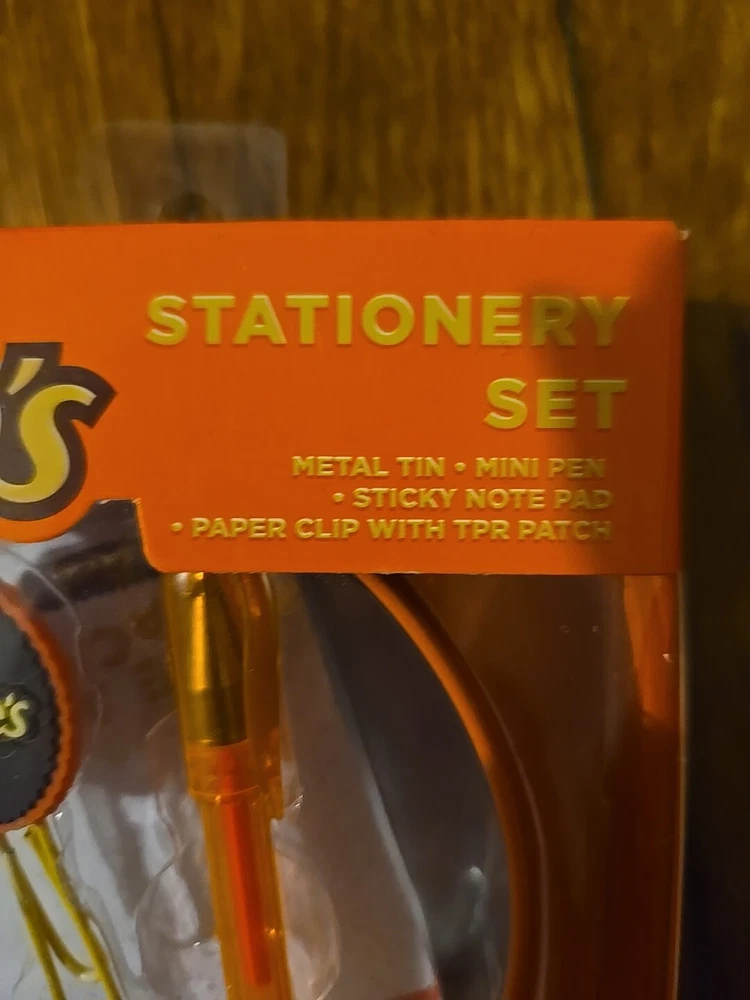 STATIONERY
SET
METAL TIN • MINI PEN
• STICKY NOTE PAD
• PAPER CLIP WITH TPR PATCH
's
's